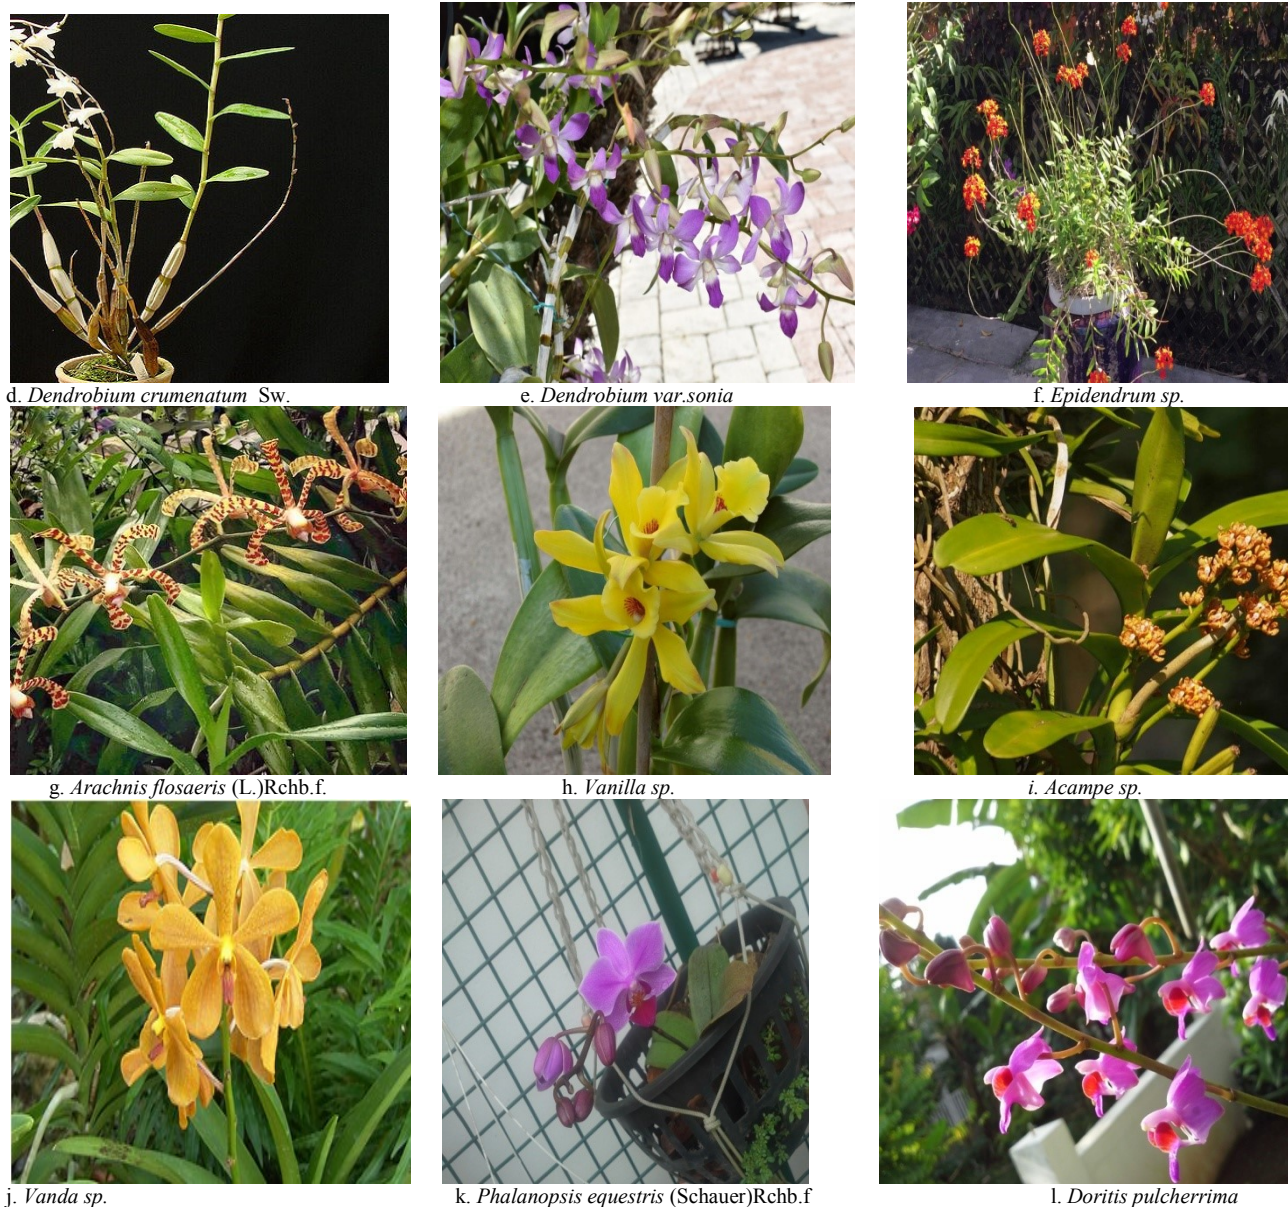 d. Dendrobium crumenatum Sw.
e. Dendrobium var.sonia
f. Epidendrum sp.
g. Arachnis flosaeris (L.)Rchb.f.
h. Vanilla sp.
i. Acampe sp.
j. Vanda sp.
k. Phalanopsis equestris (Schauer)Rchb.f
l. Doritis pulcherrima